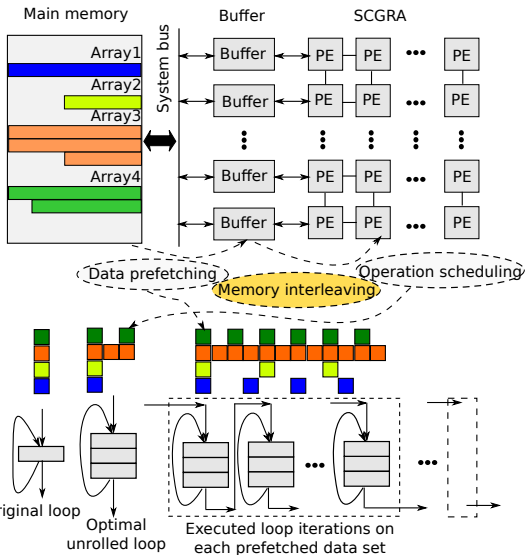 Main memory
Buffer
SCGRA
System bus
Array1
Array2
Array3
Array4
Buffer
PE
PE
PE
Buffer
PE
PE
PE
Buffer
PE
PE
PE
Buffer
PE
PE
PE
Data prefetching
Operation scheduling
Memory interleaving
riginal loop
Optimal
unrolled loop
Executed loop iterations on
each prefetched data set